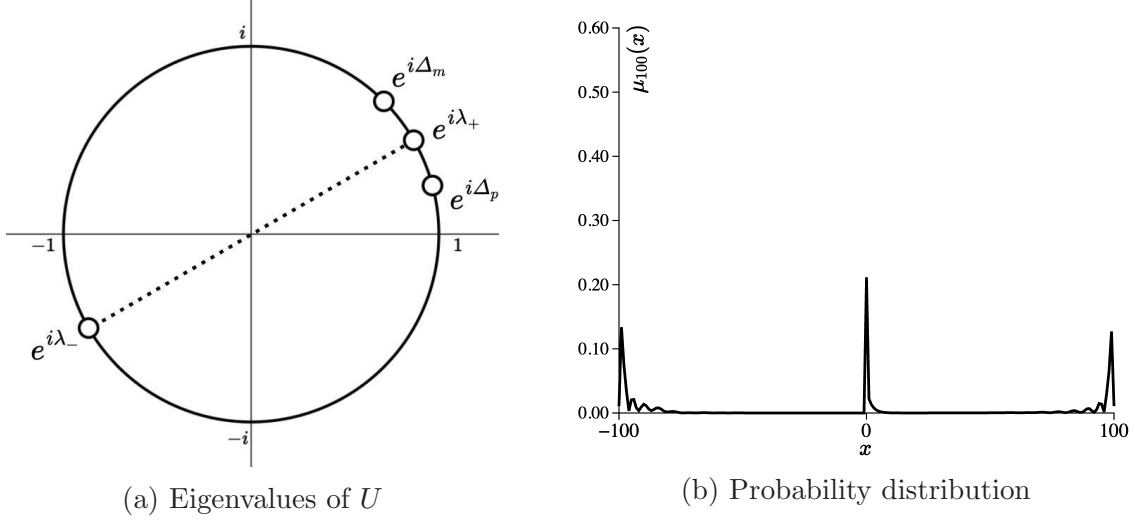 i
e^{iΔ_m}
e^{iλ_+}
e^{iΔ_p}
−1
1
e^{iλ_−}
−i
(a) Eigenvalues of U
0.60
0.50
0.40
0.30
0.20
0.10
0.00
μ_{100}(x)
−100
0
100
x
(b) Probability distribution